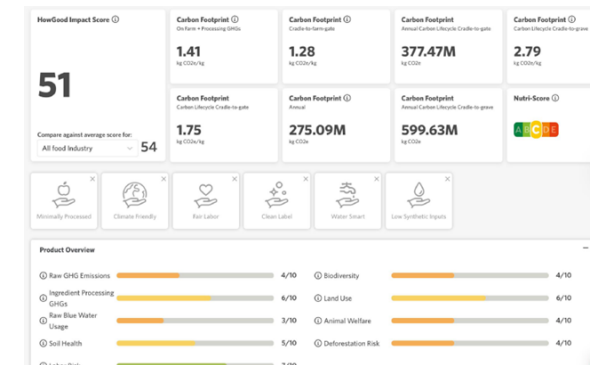 HowGood Impact Score
51
Compare against average score for:
All food Industry
54
Carbon Footprint
On Farm + Processing GHGs
1.41
kg CO2e/kg
Carbon Footprint
Cradle-to-farm-gate
1.28
kg CO2e/kg
Carbon Footprint
Annual Carbon Lifecycle Cradle-to-gate
377.47M
kg CO2e
Carbon Footprint
Carbon Lifecycle Cradle-to-grave
2.79
kg CO2e/kg
Carbon Footprint
Carbon Lifecycle Cradle-to-gate
1.75
kg CO2e/kg
Carbon Footprint
Annual
275.09M
kg CO2e
Carbon Footprint
Annual Carbon Lifecycle Cradle-to-grave
599.63M
kg CO2e
Nutri-Score
A B C D E
Minimally Processed
Climate Friendly
Fair Labor
Clean Label
Water Smart
Low Synthetic Inputs
Product Overview
Raw GHG Emissions 4/10
Biodiversity 4/10
Ingredient Processing
GHGs
6/10
Land Use 6/10
Raw Blue Water
Usage
3/10
Animal Welfare 4/10
Soil Health 5/10
Deforestation Risk 4/10